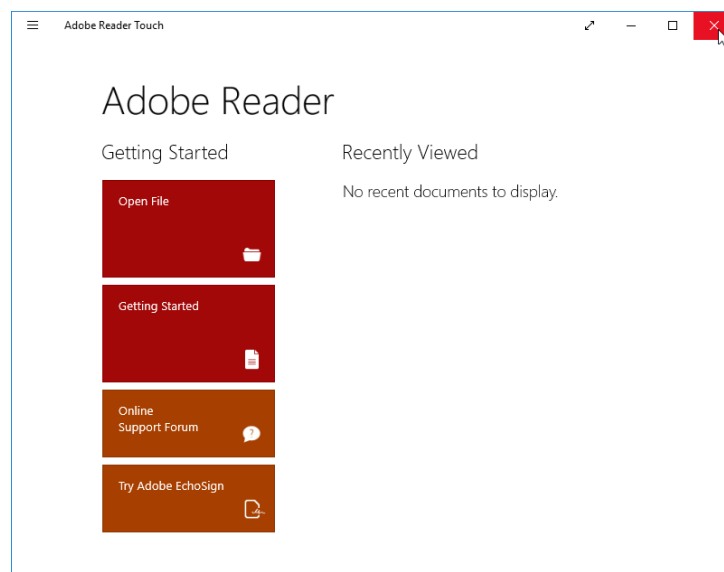 Adobe Reader Touch
Adobe Reader
Getting Started
Open File
Getting Started
Online
Support Forum
Try Adobe EchoSign
Recently Viewed
No recent documents to display.